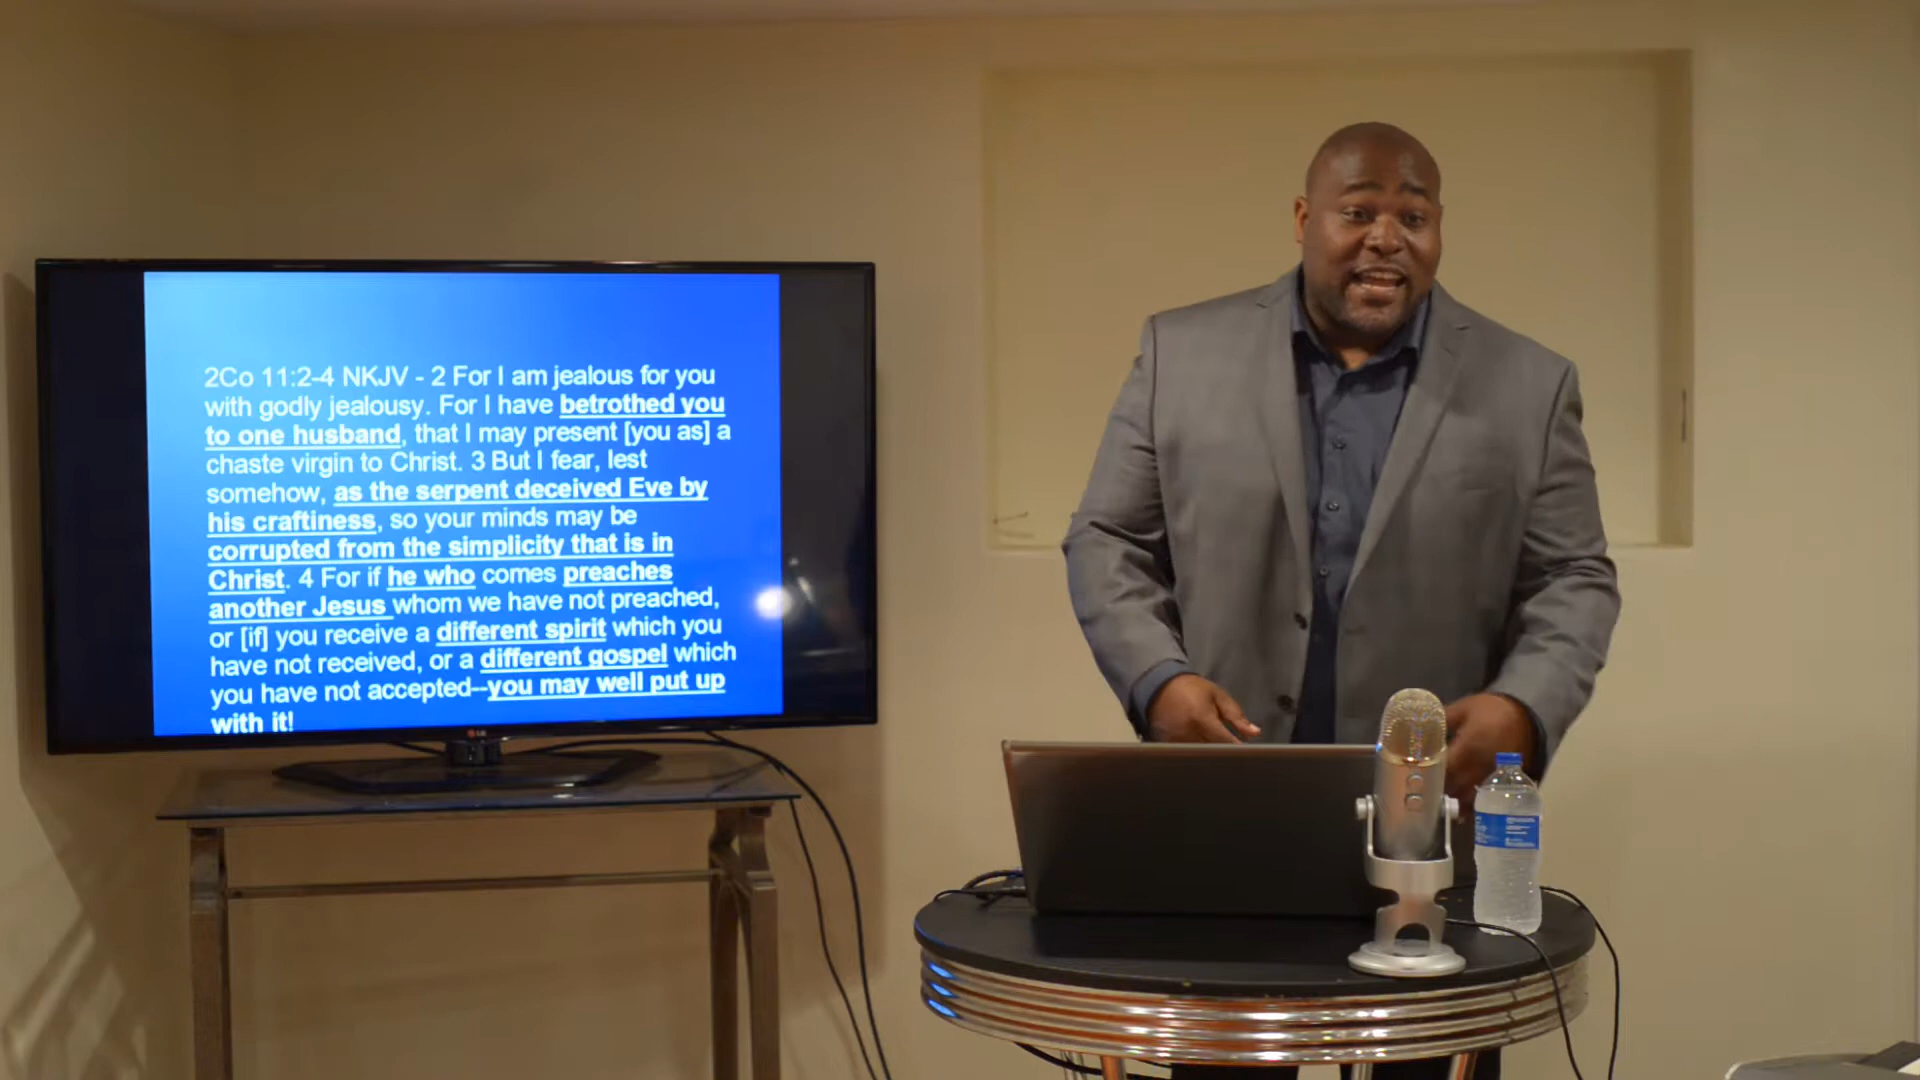 2Co 11:2-4 NKJV - 2 For I am jealous for you
with godly jealousy. For I have betrothed you
to one husband, that I may present [you as] a
chaste virgin to Christ. 3 But I fear, lest
somehow, as the serpent deceived Eve by
his craftiness, so your minds may be
corrupted from the simplicity that is in
Christ. 4 For if he who comes preaches
another Jesus whom we have not preached,
or [if] you receive a different spirit which you
have not received, or a different gospel which
you have not accepted--you may well put up
with it!
LG